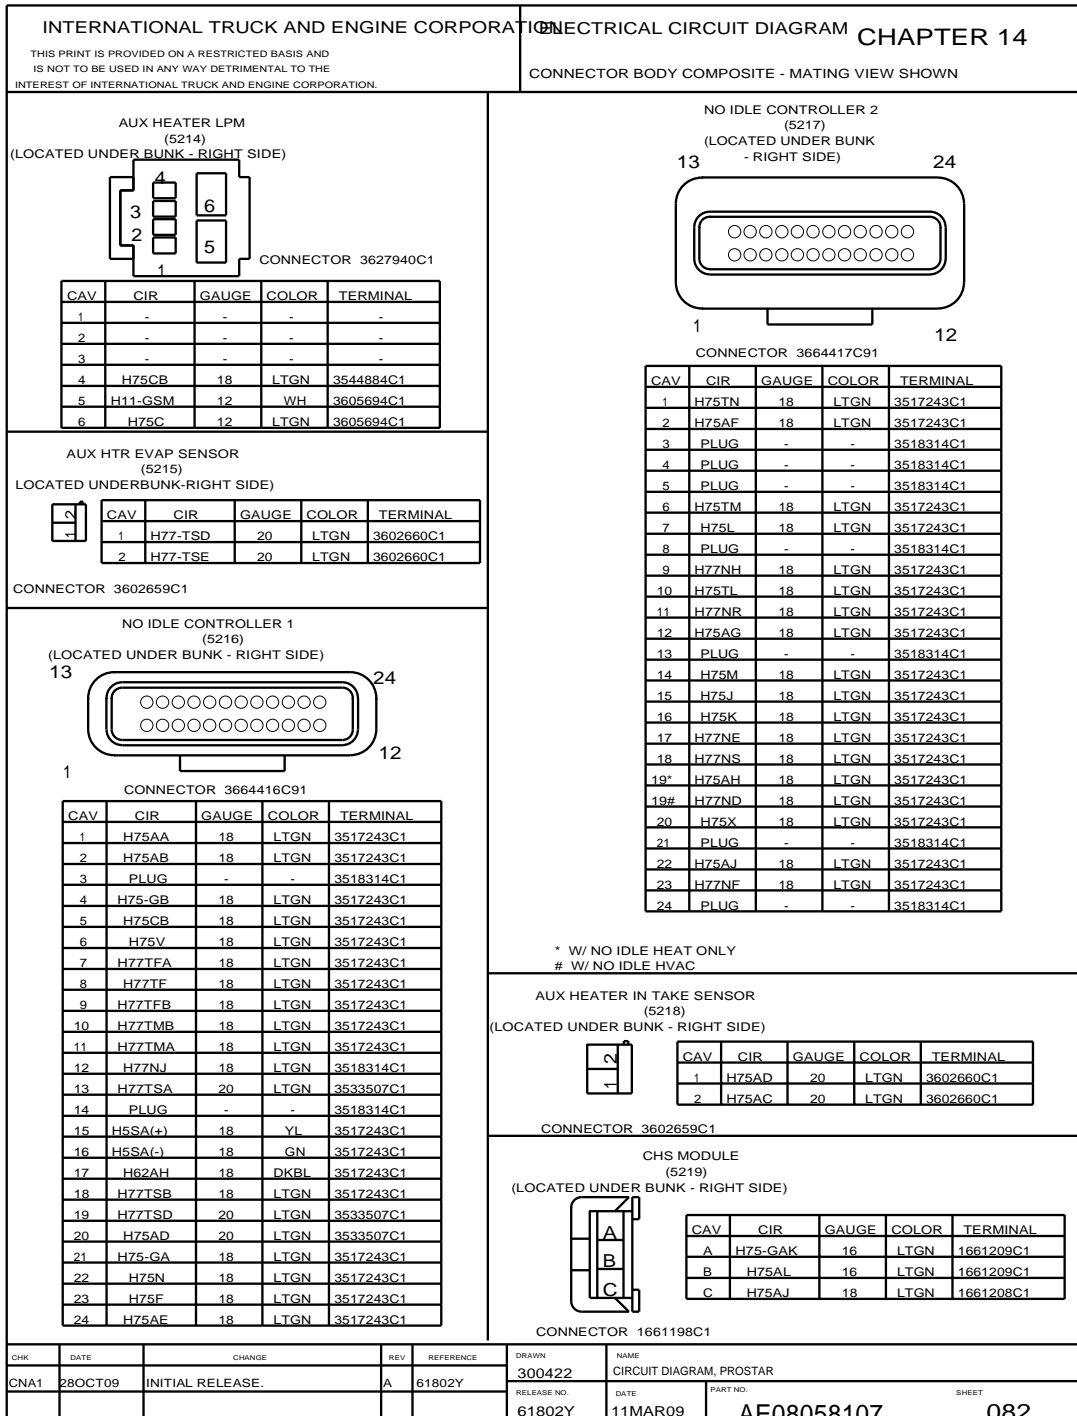 INTERNATIONAL TRUCK AND ENGINE CORPORATION
THIS PRINT IS PROVIDED ON A RESTRICTED BASIS AND
IS NOT TO BE USED IN ANY WAY DETRIMENTAL TO THE
INTEREST OF INTERNATIONAL TRUCK AND ENGINE CORPORATION.
ELECTRICAL CIRCUIT DIAGRAM CHAPTER 14
CONNECTOR BODY COMPOSITE - MATING VIEW SHOWN
AUX HEATER LPM
(5214)
(LOCATED UNDER BUNK - RIGHT SIDE)
4
3 6
2 5
1
CONNECTOR 3627940C1
CAV CIR GAUGE COLOR TERMINAL
1 - - - -
2 - - - -
3 - - - -
4 H75CB 18 LTGN 3544884C1
5 H11-GSM 12 WH 3605694C1
6 H75C 12 LTGN 3605694C1
AUX HTR EVAP SENSOR
(5215)
LOCATED UNDERBUNK-RIGHT SIDE)
1 2
CAV CIR GAUGE COLOR TERMINAL
1 H77-TSD 20 LTGN 3602660C1
2 H77-TSE 20 LTGN 3602660C1
CONNECTOR 3602659C1
NO IDLE CONTROLLER 1
(5216)
(LOCATED UNDER BUNK - RIGHT SIDE)
13 24
1 12
CONNECTOR 3664416C91
CAV CIR GAUGE COLOR TERMINAL
1 H75AA 18 LTGN 3517243C1
2 H75AB 18 LTGN 3517243C1
3 PLUG - - 3518314C1
4 H75-GB 18 LTGN 3517243C1
5 H75CB 18 LTGN 3517243C1
6 H75V 18 LTGN 3517243C1
7 H77TFA 18 LTGN 3517243C1
8 H77TF 18 LTGN 3517243C1
9 H77TFB 18 LTGN 3517243C1
10 H77TMB 18 LTGN 3517243C1
11 H77TMA 18 LTGN 3517243C1
12 H77NJ 18 LTGN 3518314C1
13 H77TSA 20 LTGN 3533507C1
14 PLUG - - 3518314C1
15 H5SA(+) 18 YL 3517243C1
16 H5SA(-) 18 GN 3517243C1
17 H62AH 18 DKBL 3517243C1
18 H77TSB 18 LTGN 3517243C1
19 H77TSD 20 LTGN 3533507C1
20 H75AD 20 LTGN 3533507C1
21 H75-GA 18 LTGN 3517243C1
22 H75N 18 LTGN 3517243C1
23 H75F 18 LTGN 3517243C1
24 H75AE 18 LTGN 3517243C1
NO IDLE CONTROLLER 2
(5217)
(LOCATED UNDER BUNK
- RIGHT SIDE)
13 24
1 12
CONNECTOR 3664417C91
CAV CIR GAUGE COLOR TERMINAL
1 H75TN 18 LTGN 3517243C1
2 H75AF 18 LTGN 3517243C1
3 PLUG - - 3518314C1
4 PLUG - - 3518314C1
5 PLUG - - 3518314C1
6 H75TM 18 LTGN 3517243C1
7 H75L 18 LTGN 3517243C1
8 PLUG - - 3518314C1
9 H77NH 18 LTGN 3517243C1
10 H75TL 18 LTGN 3517243C1
11 H77NR 18 LTGN 3517243C1
12 H75AG 18 LTGN 3517243C1
13 PLUG - - 3518314C1
14 H75M 18 LTGN 3517243C1
15 H75J 18 LTGN 3517243C1
16 H75K 18 LTGN 3517243C1
17 H77NE 18 LTGN 3517243C1
18 H77NS 18 LTGN 3517243C1
19* H75AH 18 LTGN 3517243C1
19# H77ND 18 LTGN 3517243C1
20 H75X 18 LTGN 3517243C1
21 PLUG - - 3518314C1
22 H75AJ 18 LTGN 3517243C1
23 H77NF 18 LTGN 3517243C1
24 PLUG - - 3518314C1
* W/ NO IDLE HEAT ONLY
# W/ NO IDLE HVAC
AUX HEATER IN TAKE SENSOR
(5218)
(LOCATED UNDER BUNK - RIGHT SIDE)
1 2
CAV CIR GAUGE COLOR TERMINAL
1 H75AD 20 LTGN 3602660C1
2 H75AC 20 LTGN 3602660C1
CONNECTOR 3602659C1
CHS MODULE
(5219)
(LOCATED UNDER BUNK - RIGHT SIDE)
A
B
C
CAV CIR GAUGE COLOR TERMINAL
A H75-GAK 16 LTGN 1661209C1
B H75AL 16 LTGN 1661209C1
C H75AJ 18 LTGN 1661208C1
CONNECTOR 1661198C1
CHK DATE CHANGE REV REFERENCE
CNA1 28OCT09 INITIAL RELEASE. A 61802Y
DRAWN NAME
300422 CIRCUIT DIAGRAM, PROSTAR
RELEASE NO. DATE PART NO. SHEET
61802Y 11MAR09 AE08058107 082